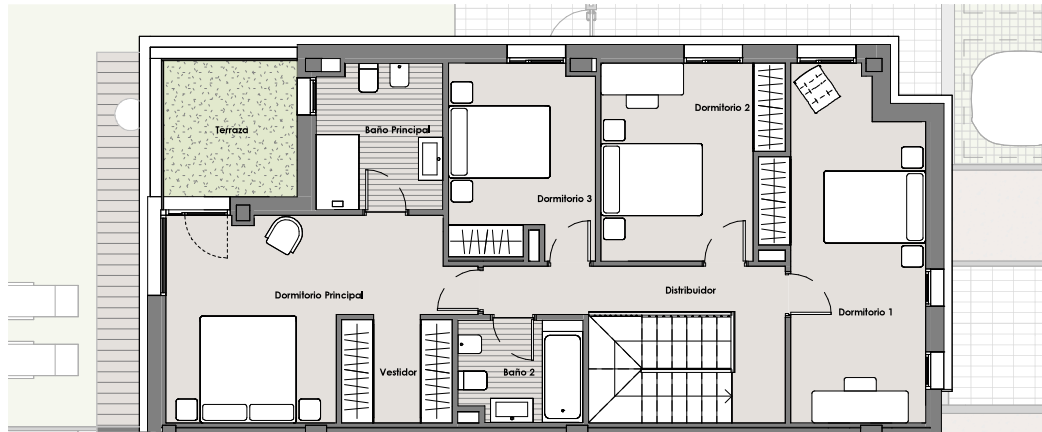 Terraza
Baño Principal
Dormitorio 2
Dormitorio 3
Dormitorio Principal
Distribuidor
Dormitorio 1
Vestidor
Baño 2